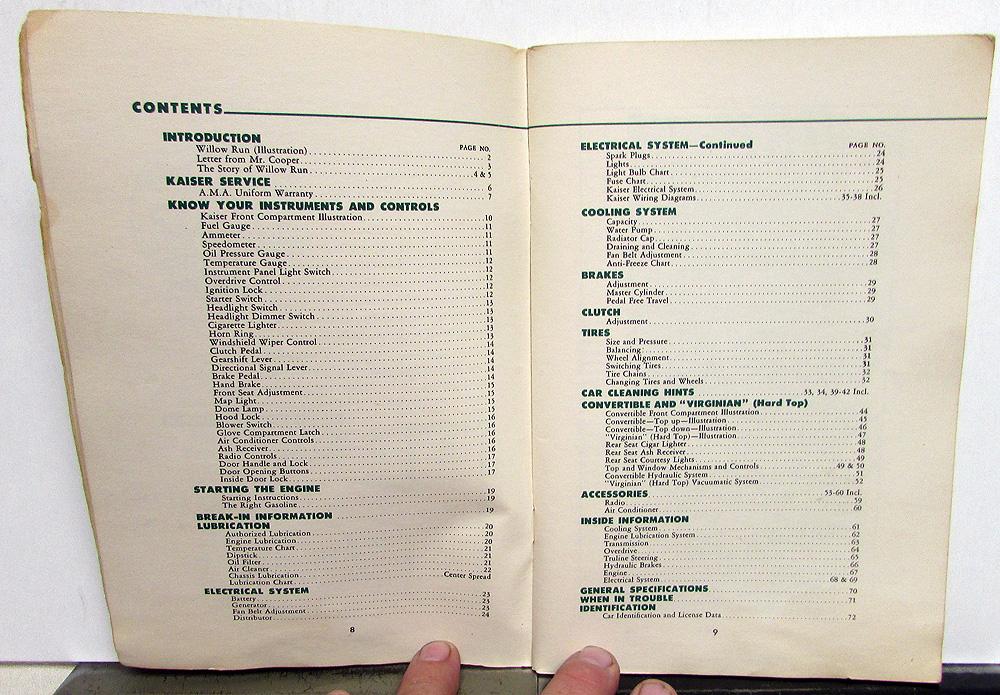 CONTENTS
INTRODUCTION
PAGE NO.
Willow Run (Illustration) 2
Letter from Mr. Cooper 3
The Story of Willow Run 4 & 5
KAISER SERVICE 6
A.M.A. Uniform Warranty 7
KNOW YOUR INSTRUMENTS AND CONTROLS
Kaiser Front Compartment Illustration 10
Fuel Gauge 11
Ammeter 11
Speedometer 11
Oil Pressure Gauge 11
Temperature Gauge 12
Instrument Panel Light Switch 12
Overdrive Control 12
Ignition Lock 12
Starter Switch 12
Headlight Switch 13
Headlight Dimmer Switch 13
Cigarette Lighter 13
Horn Ring 13
Windshield Wiper Control 13
Clutch Pedal 14
Gearshift Lever 14
Directional Signal Lever 14
Brake Pedal 14
Hand Brake 14
Front Seat Adjustment 15
Map Light 15
Dome Lamp 15
Hood Lock 15
Blower Switch 16
Glove Compartment Latch 16
Air Conditioner Controls 16
Ash Receiver 16
Radio Controls 16
Door Handle and Lock 17
Door Opening Buttons 17
Inside Door Lock 17
STARTING THE ENGINE
Starting Instructions 19
The Right Gasoline 19
BREAK-IN INFORMATION 19
LUBRICATION
Authorized Lubrication 20
Engine Lubrication 20
Temperature Chart 20
Dipstick 21
Oil Filter 21
Air Cleaner 21
Chassis Lubrication 22
Lubrication Chart Center Spread
ELECTRICAL SYSTEM
Battery 23
Generator 23
Fan Belt Adjustment 23
Distributor 24
8
ELECTRICAL SYSTEM—Continued
PAGE NO.
Spark Plugs 24
Lights 24
Light Bulb Chart 25
Fuse Chart 25
Kaiser Electrical System 26
Kaiser Wiring Diagrams 35-38 Incl.
COOLING SYSTEM
Capacity 27
Water Pump 27
Radiator Cap 27
Draining and Cleaning 27
Fan Belt Adjustment 28
Anti-Freeze Chart 28
BRAKES
Adjustment 29
Master Cylinder 29
Pedal Free Travel 29
CLUTCH
Adjustment 30
TIRES
Size and Pressure 31
Balancing 31
Wheel Alignment 31
Switching Tires 31
Tire Chains 32
Changing Tires and Wheels 32
CAR CLEANING HINTS 33, 34, 39-42 Incl.
CONVERTIBLE AND "VIRGINIAN" (Hard Top)
Convertible Front Compartment Illustration 44
Convertible—Top up—Illustration 45
Convertible—Top down—Illustration 46
"Virginian" (Hard Top)—Illustration 47
Rear Seat Cigar Lighter 48
Rear Seat Ash Receiver 48
Rear Seat Courtesy Lights 49
Top and Window Mechanisms and Controls 49 & 50
Convertible Hydraulic System 51
"Virginian" (Hard Top) Vacuumatic System 52
ACCESSORIES 53-60 Incl.
Radio 59
Air Conditioner 60
INSIDE INFORMATION
Cooling System 61
Engine Lubrication System 62
Transmission 63
Overdrive 64
Truline Steering 65
Hydraulic Brakes 66
Engine 67
Electrical System 68 & 69
GENERAL SPECIFICATIONS 70
WHEN IN TROUBLE 71
IDENTIFICATION
Car Identification and License Data 72
9